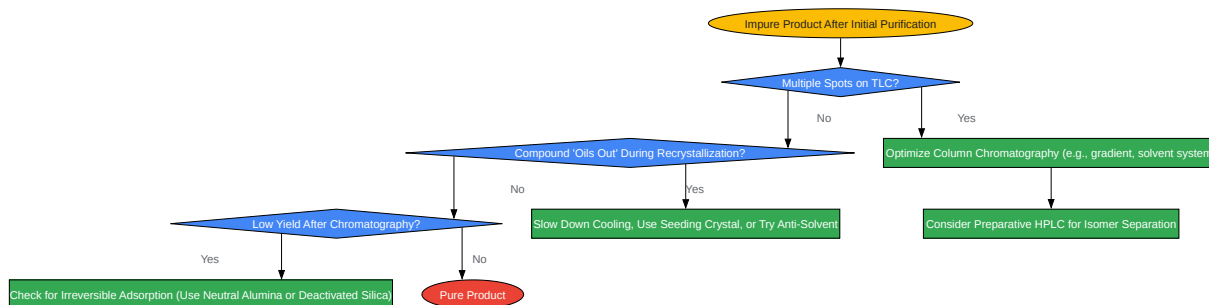 Impure Product After Initial Purification
Multiple Spots on TLC?
No
Yes
Compound 'Oils Out' During Recrystallization?
Optimize Column Chromatography (e.g., gradient, solvent system
No
Yes
Low Yield After Chromatography?
Slow Down Cooling, Use Seeding Crystal, or Try Anti-Solvent
Consider Preparative HPLC for Isomer Separation
Yes
No
Check for Irreversible Adsorption (Use Neutral Alumina or Deactivated Silica)
Pure Product